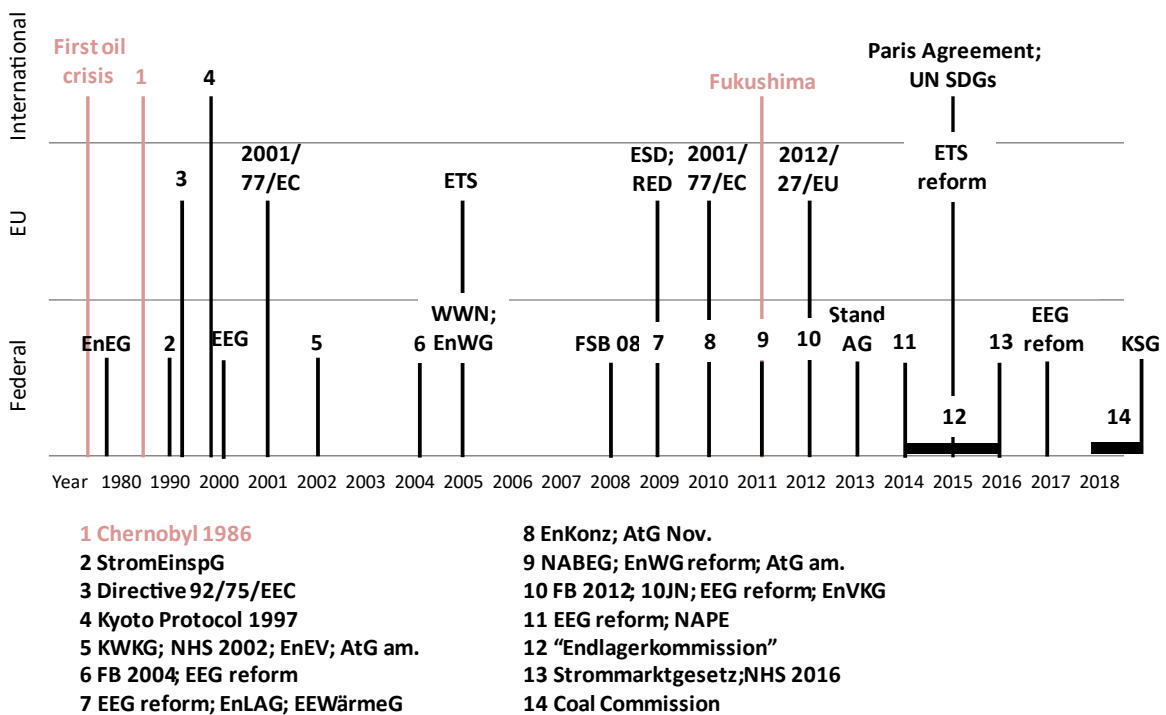 International
First oil
crisis
1
4
Fukushima
Paris Agreement;
UN SDGs
EU
3
2001/
77/EC
ETS
ESD;
RED
2001/
77/EC
2012/
27/EU
ETS
reform
Federal
EnEG
2
EEG
5
6
WWN;
EnWG
FSB 08
7
8
9
10
Stand
AG
11
12
13
EEG
refom
14
KSG
Year 1980 1990 2000 2001 2002 2003 2004 2005 2006 2007 2008 2009 2010 2011 2012 2013 2014 2015 2016 2017 2018
1 Chernobyl 1986
2 StromEinspG
3 Directive 92/75/EEC
4 Kyoto Protocol 1997
5 KWKG; NHS 2002; EnEV; AtG am.
6 FB 2004; EEG reform
7 EEG reform; EnLAG; EEWärmeG
8 EnKonz; AtG Nov.
9 NABEG; EnWG reform; AtG am.
10 FB 2012; 10JN; EEG reform; EnVKG
11 EEG reform; NAPE
12 “Endlagerkommission”
13 Strommarktgesetz;NHS 2016
14 Coal Commission